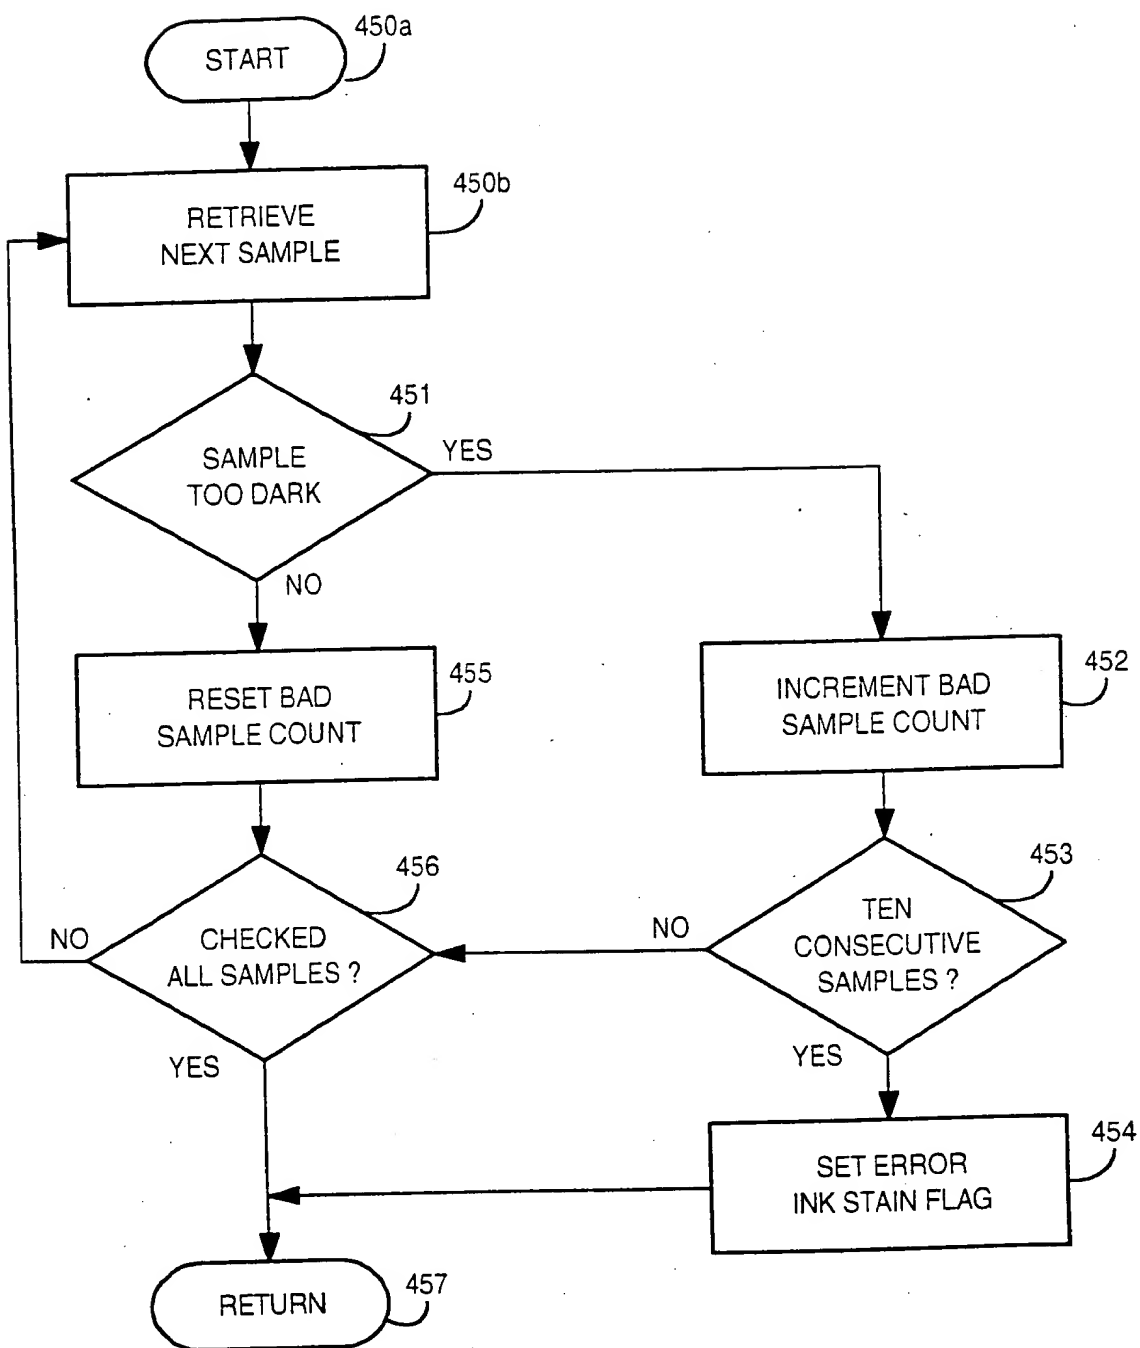 START
450a
RETRIEVE
NEXT SAMPLE
450b
SAMPLE
TOO DARK
451
YES
NO
RESET BAD
SAMPLE COUNT
455
INCREMENT BAD
SAMPLE COUNT
452
CHECKED
ALL SAMPLES ?
456
NO
YES
TEN
CONSECUTIVE
SAMPLES ?
453
NO
YES
SET ERROR
INK STAIN FLAG
454
RETURN
457